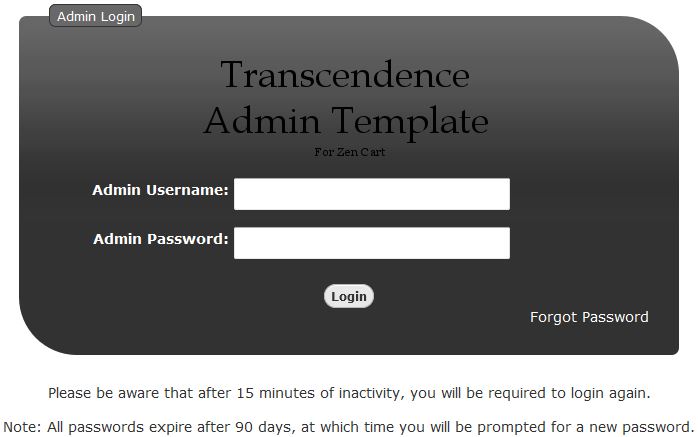 Admin Login
Transcendence
Admin Template
For Zen Cart
Admin Username:
Admin Password:
Login
Forgot Password
Please be aware that after 15 minutes of inactivity, you will be required to login again.
Note: All passwords expire after 90 days, at which time you will be prompted for a new password.